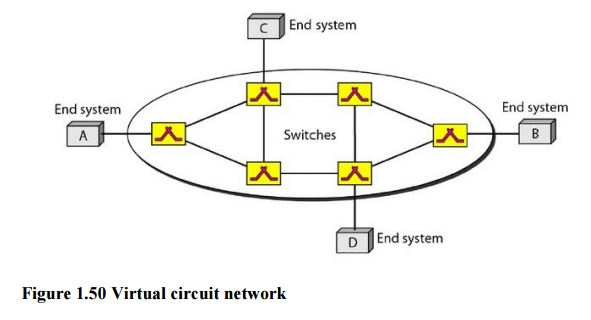 C End system
End system
A
Switches
End system
B
D End system
Figure 1.50 Virtual circuit network